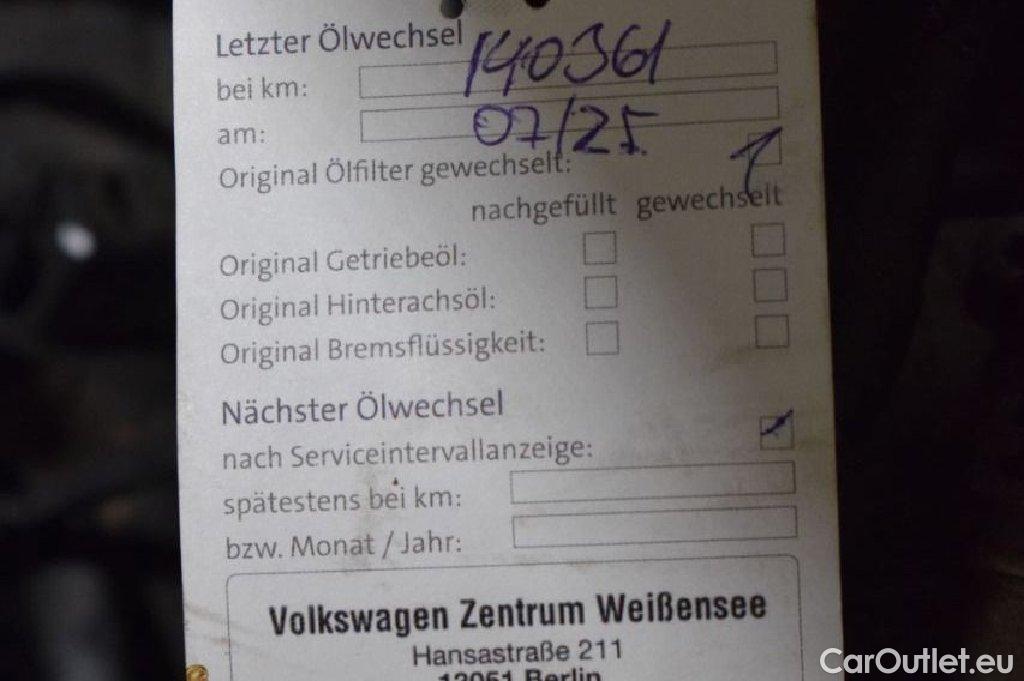 Letzter Ölwechsel
bei km: 140361
am: 07/25.
Original Ölfilter gewechselt:
nachgefüllt gewechselt
Original Getriebeöl:
Original Hinterachsöl:
Original Bremsflüssigkeit:
Nächster Ölwechsel
nach Serviceintervallanzeige:
spätestens bei km:
bzw. Monat / Jahr:
Volkswagen Zentrum Weißensee
Hansastraße 211
Berlin
CarOutlet.eu